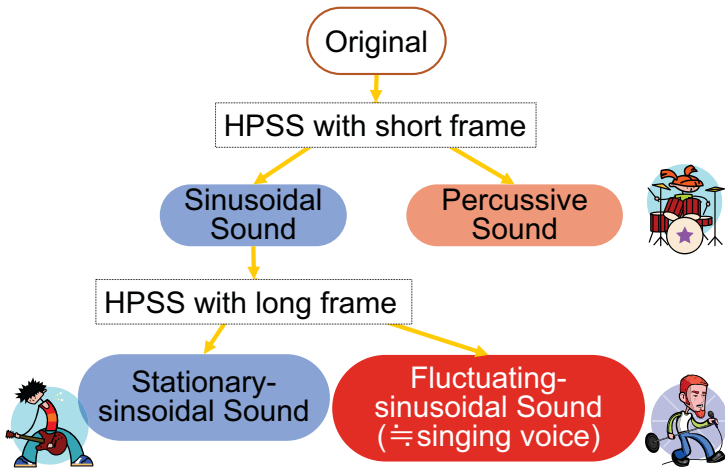 Original
HPSS with short frame
Sinusoidal
Sound
Percussive
Sound
HPSS with long frame
Stationary-
sinsoidal Sound
Fluctuating-
sinusoidal Sound
(≒singing voice)